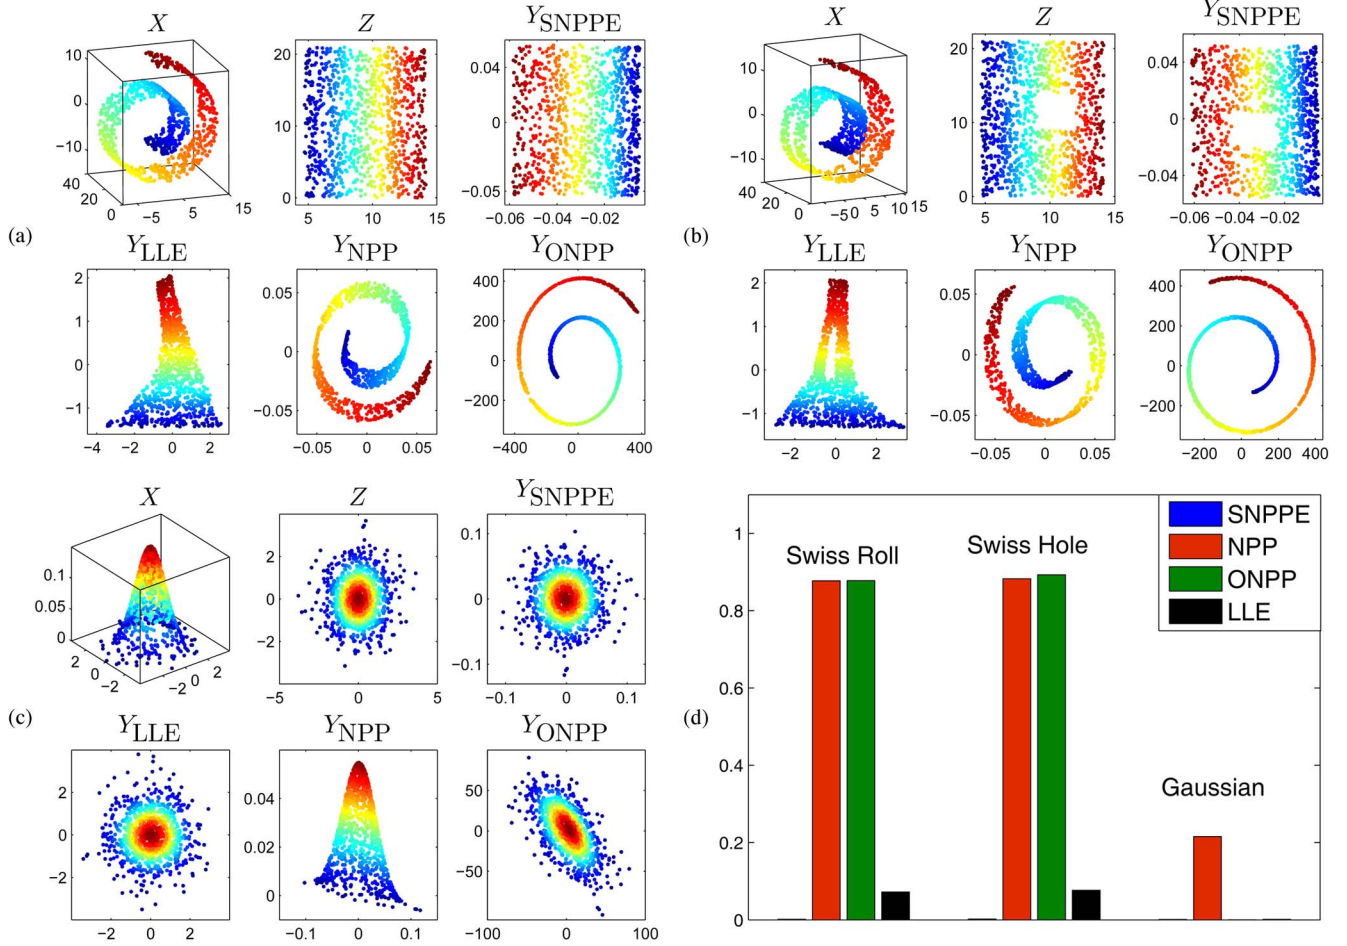 X Z Y_SNPPE
10 0 −10 40 20 0 −5 5 15
20 10 0 5 10 15
0.04 0 −0.05 −0.06 −0.04 −0.02
(a)
Y_LLE Y_NPP Y_ONPP
2 1 0 −1 −4 −2 0 2
0.05 0 −0.05 −0.05 0 0.05
400 200 0 −200 −400 0 200 400
X Z Y_SNPPE
10 0 −10 40 20 0 −5 0 5 10 15
20 15 10 5 0 5 10 15
0.04 0 −0.04 −0.06 −0.04 −0.02
(b)
Y_LLE Y_NPP Y_ONPP
2 1 0 −1 −2 0 2
0.05 0 −0.05 −0.05 0 0.05
400 200 0 −200 −200 0 200 400
X Z Y_SNPPE
0.1 0.05 0 2 0 −2 −2 0 2
2 0 −2 −5 0 5
0.1 0 −0.1 −0.1 0 0.1
(c)
Y_LLE Y_NPP Y_ONPP
2 0 −2 −2 0 2
0.04 0.02 0 −0.1 0 0.1
50 0 −50 −100 0 100
(d)
1
0.8
0.6
0.4
0.2
0
Swiss Roll
Swiss Hole
Gaussian
SNPPE
NPP
ONPP
LLE